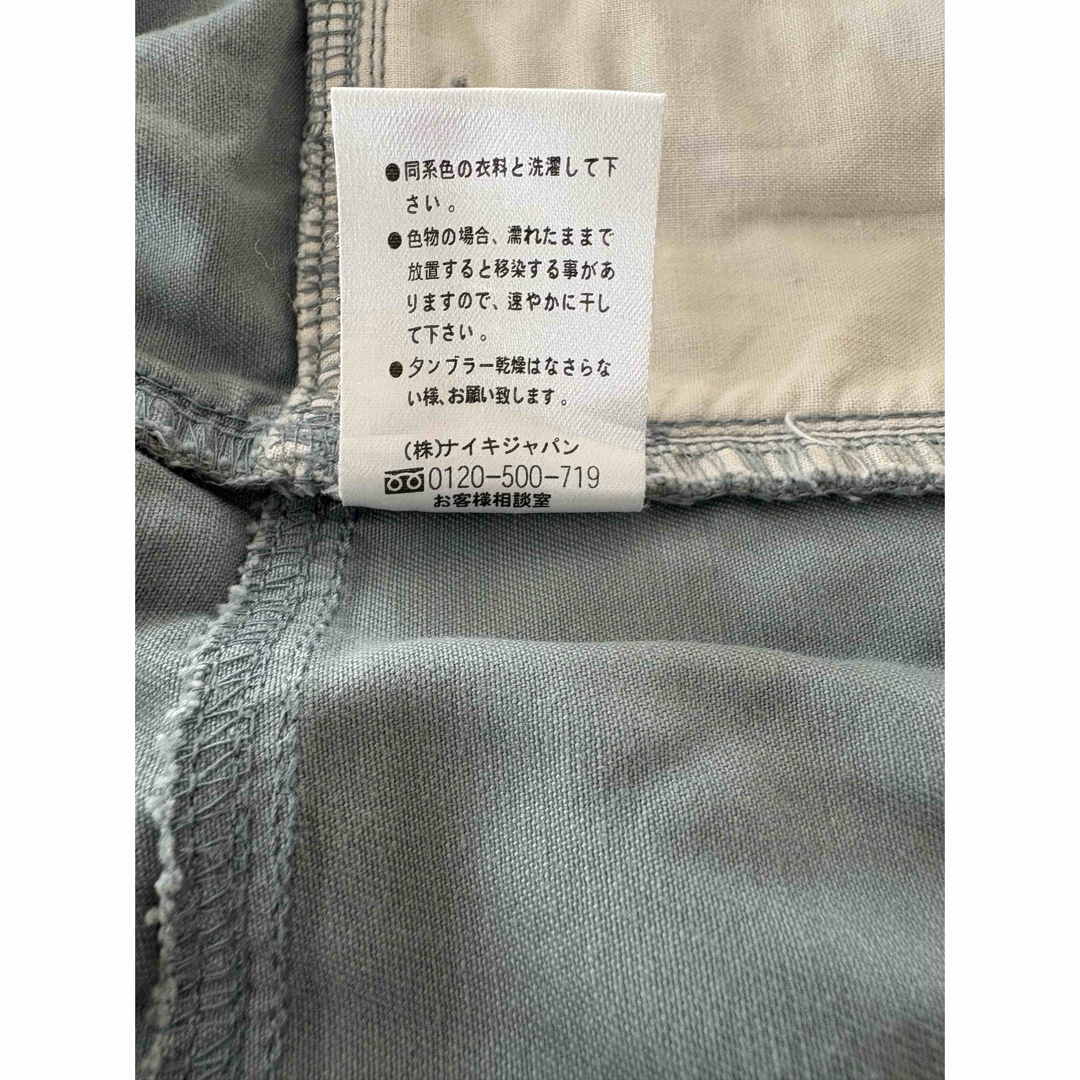 ●同系色の衣料と洗濯して下
さい。
●色物の場合、濡れたままで
放置すると移染する事があ
りますので、速やかに干し
て下さい。
●タンブラー乾燥はなさらな
い様、お願い致します。
(株)ナイキジャパン
0120-500-719
お客様相談室